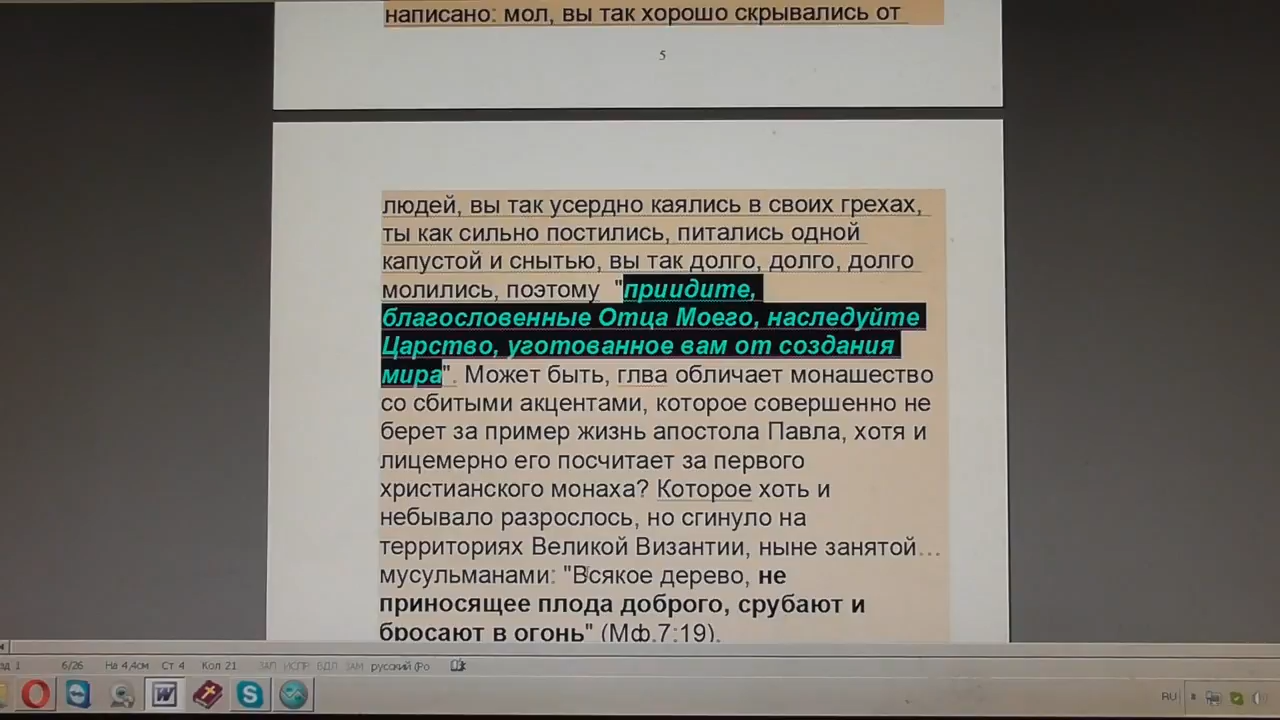 написано: мол, вы так хорошо скрывались от
5
людей, вы так усердно каялись в своих грехах,
ты как сильно постились, питались одной
капустой и снытью, вы так долго, долго, долго
молились, поэтому "приидите,
благословенные Отца Моего, наследуйте
Царство, уготованное вам от создания
мира". Может быть, глва обличает монашество
со сбитыми акцентами, которое совершенно не
берет за пример жизнь апостола Павла, хотя и
лицемерно его посчитает за первого
христианского монаха? Которое хоть и
небывало разрослось, но сгинуло на
территориях Великой Византии, ныне занятой…
мусульманами: "Всякое дерево, не
приносящее плода доброго, срубают и
бросают в огонь" (Мф.7:19).
зд 1 6/26 На 4,4см Ст 4 Кол 21 ЗАП ИСПР ВДЛ ЗАМ русский (Ро
RU